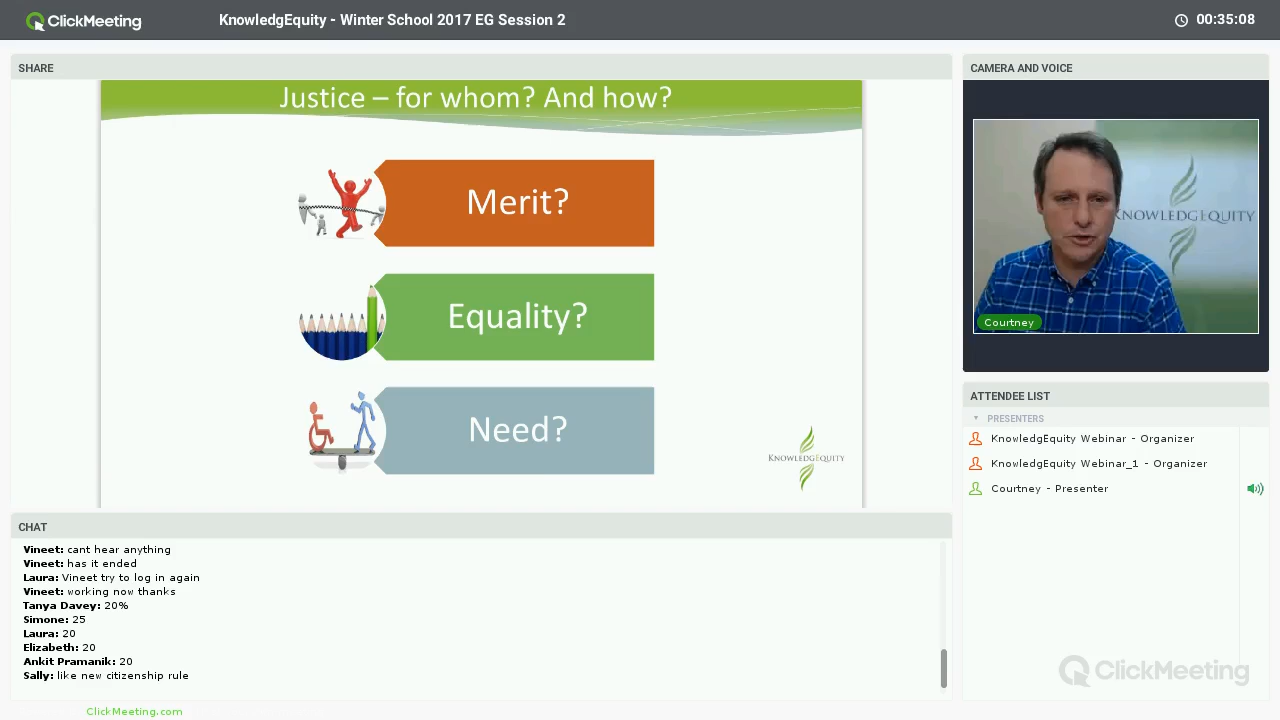 ClickMeeting
KnowledgEquity - Winter School 2017 EG Session 2
00:35:08
SHARE
Justice – for whom? And how?
Merit?
Equality?
Need?
KNOWLEDGEQUITY
CAMERA AND VOICE
KNOWLEDGEQUITY
Courtney
ATTENDEE LIST
PRESENTERS
KnowledgEquity Webinar - Organizer
KnowledgEquity Webinar_1 - Organizer
Courtney - Presenter
CHAT
Vineet: cant hear anything
Vineet: has it ended
Laura: Vineet try to log in again
Vineet: working now thanks
Tanya Davey: 20%
Simone: 25
Laura: 20
Elizabeth: 20
Ankit Pramanik: 20
Sally: like new citizenship rule
ClickMeeting
ClickMeeting.com